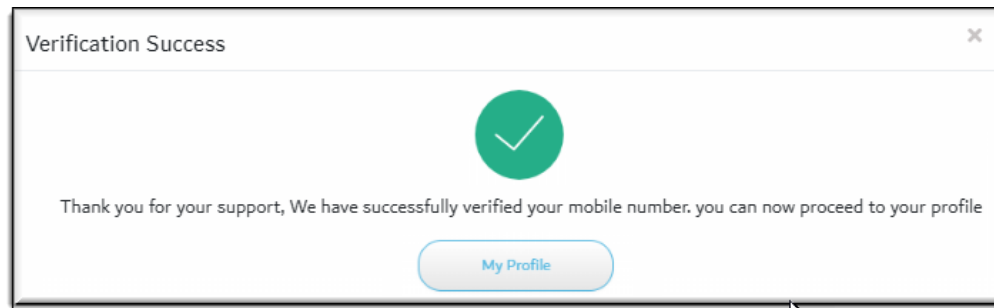 Verification Success
Thank you for your support, We have successfully verified your mobile number. you can now proceed to your profile
My Profile